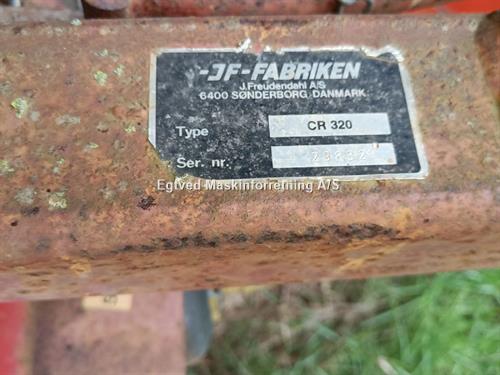 -JF-FABRIKEN
J.Freudendahl A/S
6400 SØNDERBORG, DANMARK
Type CR 320
Ser. nr.
Egtved Maskinforretning A/S